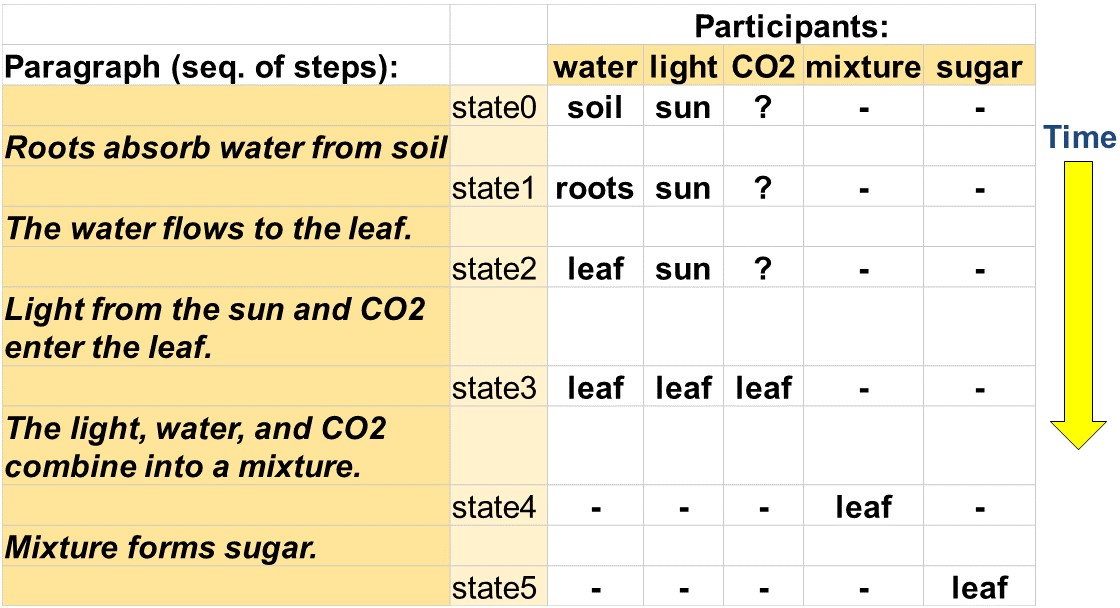 Participants:
Paragraph (seq. of steps): water light CO2 mixture sugar
state0 soil sun ? - -
Time
Roots absorb water from soil
state1 roots sun ? - -
The water flows to the leaf.
state2 leaf sun ? - -
Light from the sun and CO2
enter the leaf.
state3 leaf leaf leaf - -
The light, water, and CO2
combine into a mixture.
state4 - - - leaf -
Mixture forms sugar.
state5 - - - - leaf